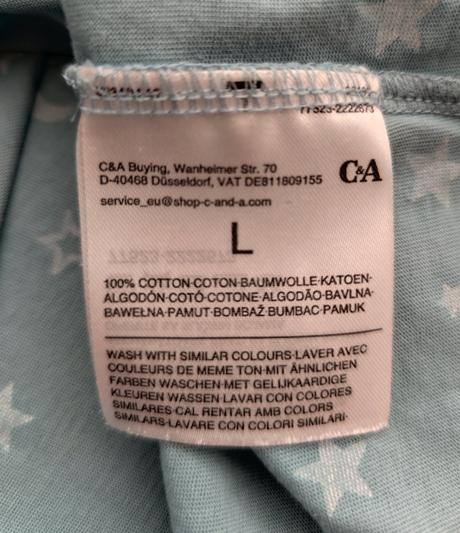 77523-2222673
C&A Buying, Wanheimer Str. 70
D-40468 Düsseldorf, VAT DE811809155
C&A
service_eu@shop-c-and-a.com
L
100% COTTON·COTON·BAUMWOLLE·KATOEN·
ALGODÓN·COTÓ·COTONE·ALGODÃO·BAVLNA·
BAWEŁNA·PAMUT·BOMBAŽ·BUMBAC·PAMUK
WASH WITH SIMILAR COLOURS·LAVER AVEC
COULEURS DE MEME TON·MIT ÄHNLICHEN
FARBEN WASCHEN·MET GELIJKAARDIGE
KLEUREN WASSEN·LAVAR CON COLORES
SIMILARES·CAL RENTAR AMB COLORS
SIMILARS·LAVARE CON COLORI SIMILARI·